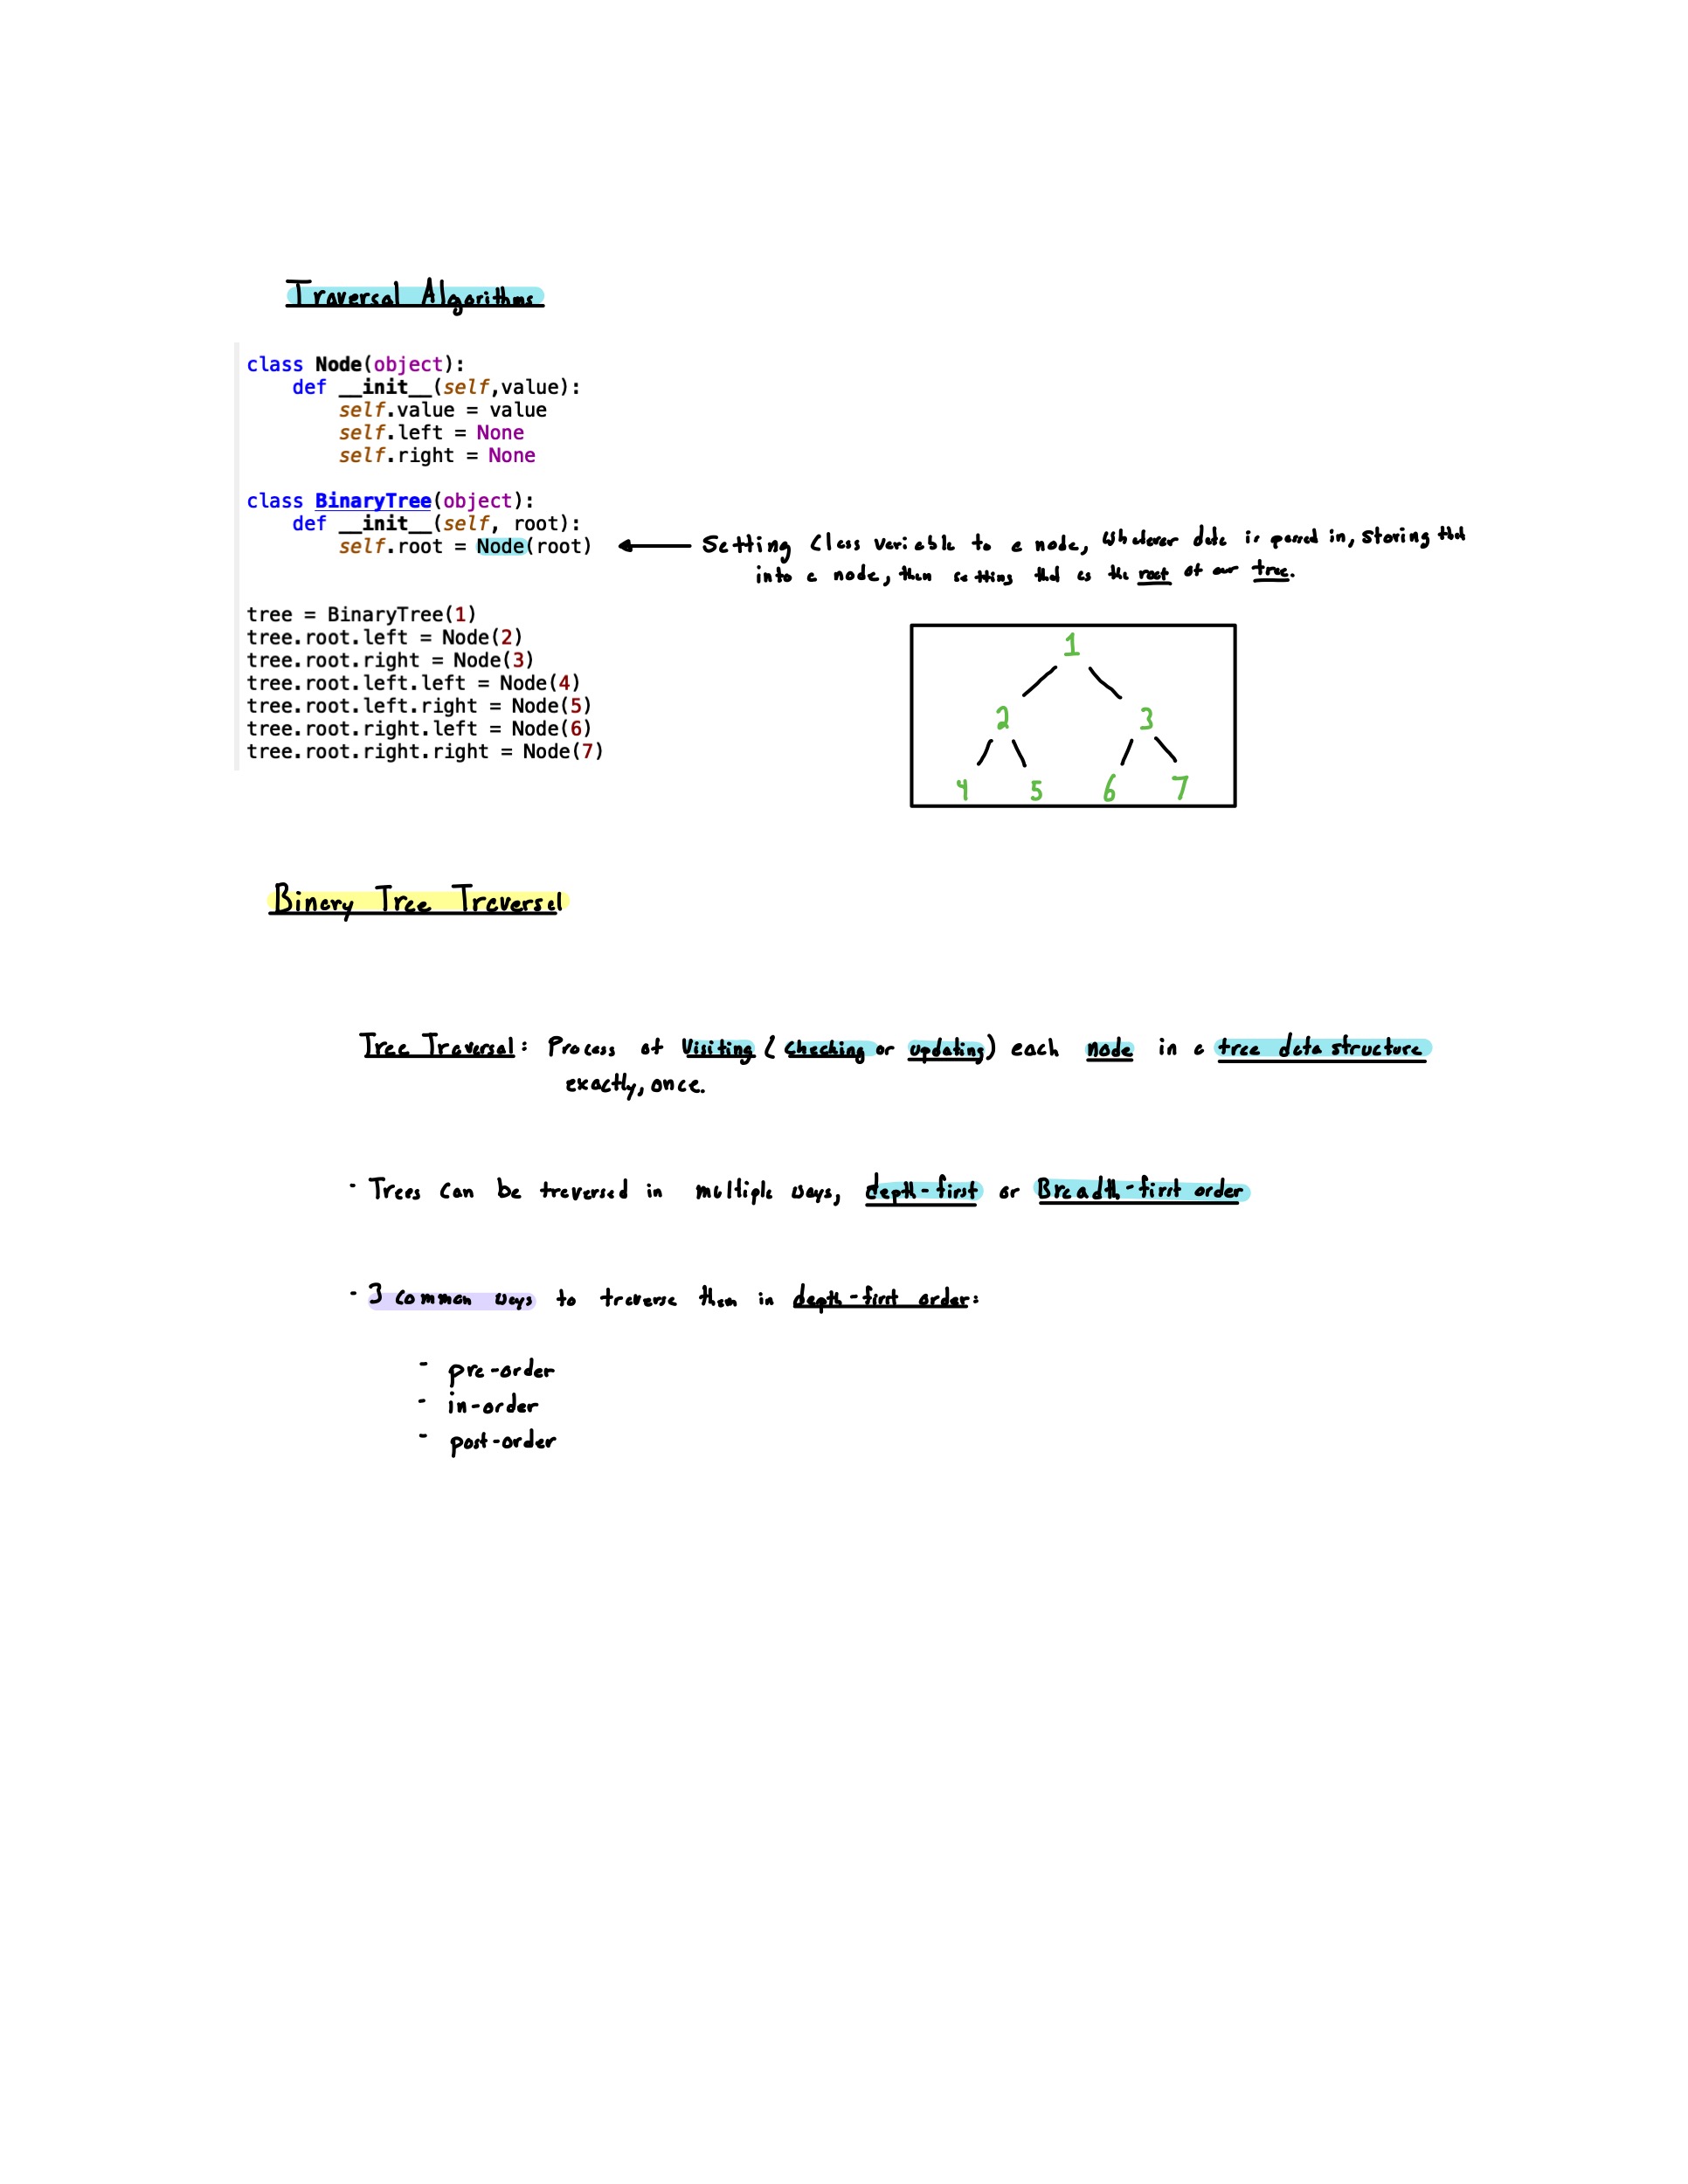 Traversal Algorithms
class Node(object):
    def __init__(self,value):
        self.value = value
        self.left = None
        self.right = None
class BinaryTree(object):
    def __init__(self, root):
        self.root = Node(root) Setting Class variable to a node, Whatever data is passed in, storing that
into a node, then setting that as the root of our tree.
tree = BinaryTree(1)
tree.root.left = Node(2)
tree.root.right = Node(3)
tree.root.left.left = Node(4)
tree.root.left.right = Node(5)
tree.root.right.left = Node(6)
tree.root.right.right = Node(7)
1
2 3
4 5 6 7
Binary Tree Traversal
Tree Traversal: Process of Visiting (checking or updating) each node in a tree data structure
exactly, once.
- Trees can be traversed in multiple ways, depth-first or Breadth-first order
- 3 common ways to traverse them in depth-first order:
- pre-order
- in-order
- post-order